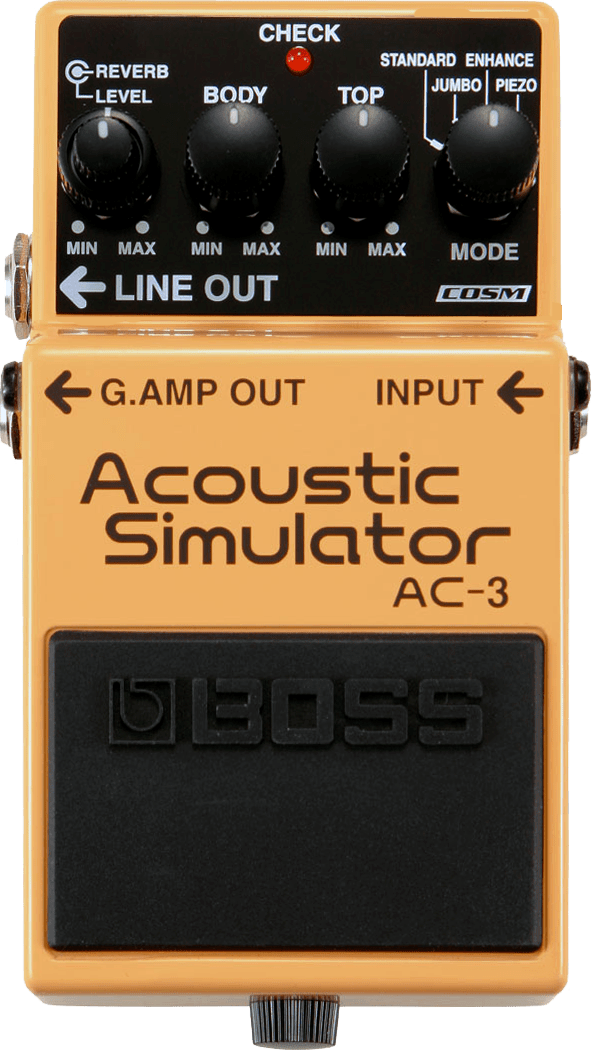 CHECK
REVERB
LEVEL
BODY
TOP
STANDARD ENHANCE
JUMBO PIEZO
MIN MAX
MIN MAX
MIN MAX
MODE
LINE OUT
COSM
G.AMP OUT
INPUT
Acoustic
Simulator
AC-3
BOSS